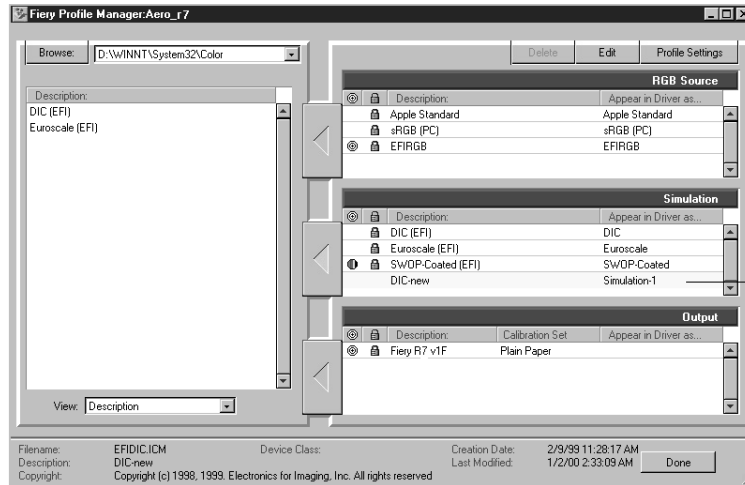 Fiery Profile Manager:Aero_r7
Browse: D:\WINNT\System32\Color Delete Edit Profile Settings
Description:
DIC (EFI)
Euroscale (EFI)
RGB Source
Description: Appear in Driver as...
Apple Standard Apple Standard
sRGB (PC) sRGB (PC)
EFIRGB EFIRGB
Simulation
Description: Appear in Driver as...
DIC (EFI) DIC
Euroscale (EFI) Euroscale
SWOP-Coated (EFI) SWOP-Coated
DIC-new Simulation-1
Output
Description: Calibration Set Appear in Driver as...
Fiery R7 v1F Plain Paper
View: Description
Filename: EFIDIC.ICM Device Class: Creation Date: 2/9/99 11:28:17 AM
Description: DIC-new Last Modified: 1/2/00 2:33:09 AM Done
Copyright: Copyright (c) 1998, 1999. Electronics for Imaging, Inc. All rights reserved